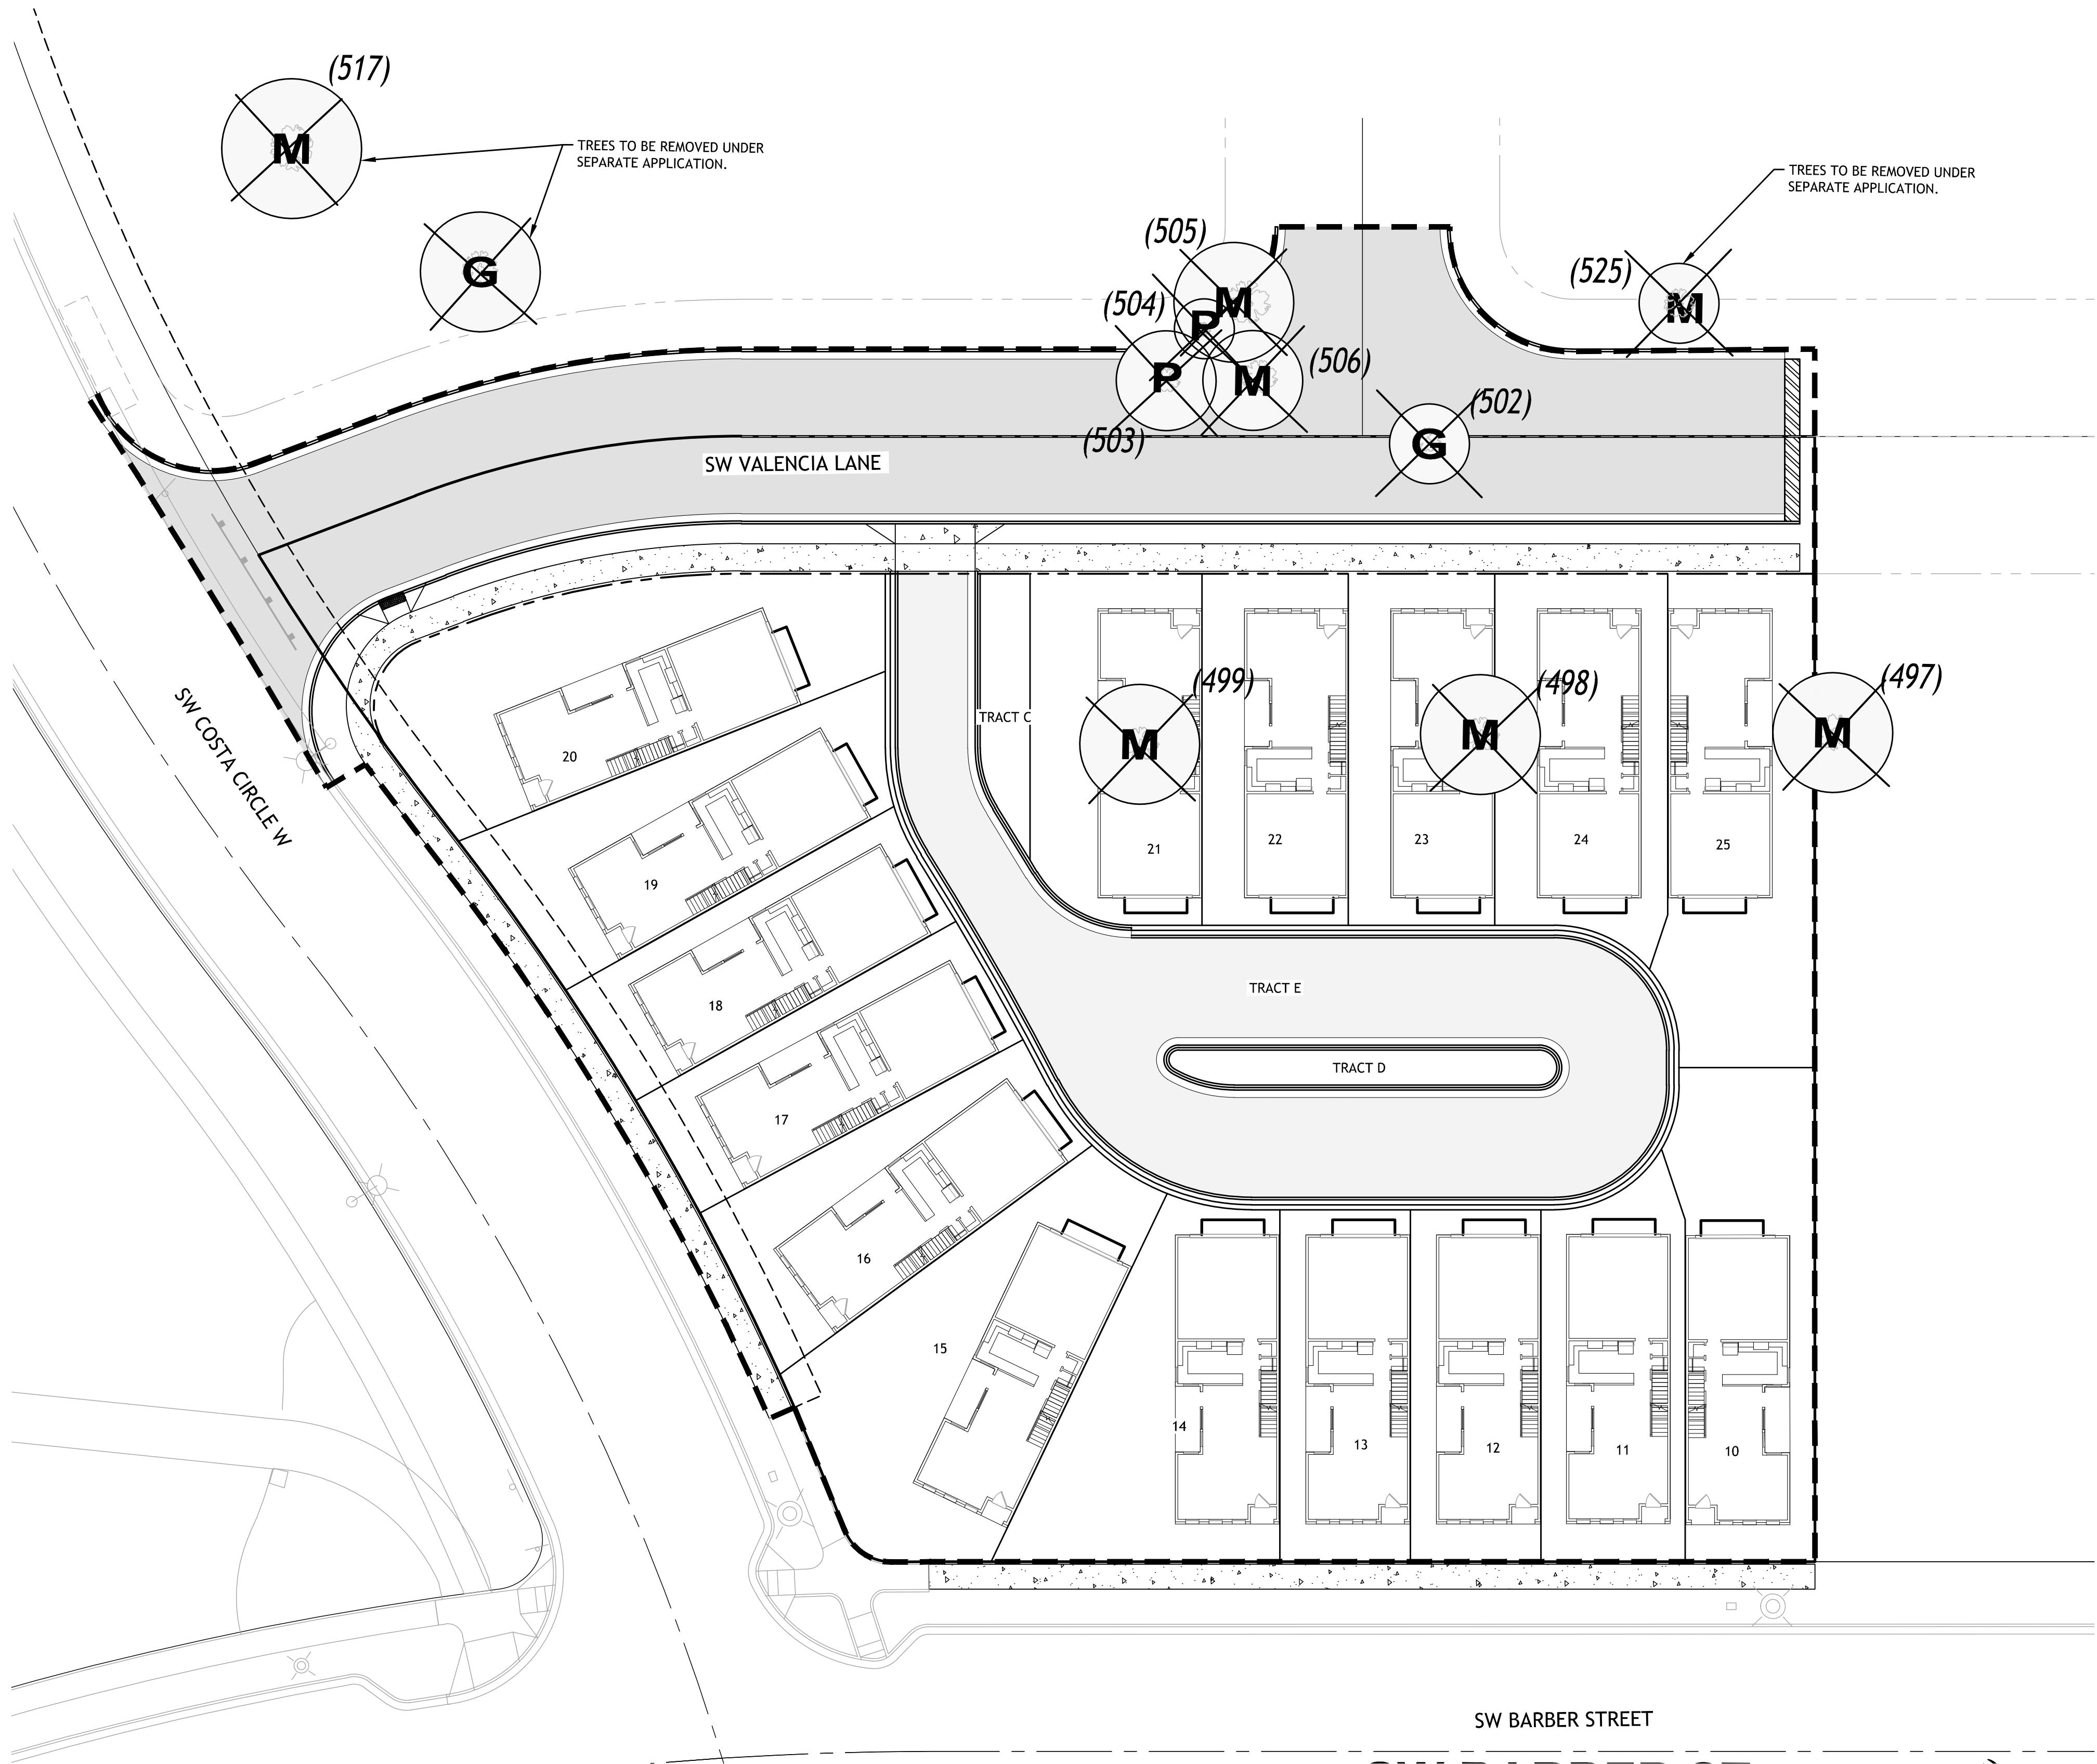 (517)
M
TREES TO BE REMOVED UNDER
SEPARATE APPLICATION.
TREES TO BE REMOVED UNDER
SEPARATE APPLICATION.
G
(505)
M
(525)
M
(504)
P
(506)
P
M
(503)
(502)
G
SW VALENCIA LANE
SW COSTA CIRCLE W
TRACT C
(499)
M
(498)
M
(497)
M
20
21
22
23
24
25
19
18
TRACT E
17
TRACT D
16
15
14
13
12
11
10
SW BARBER STREET